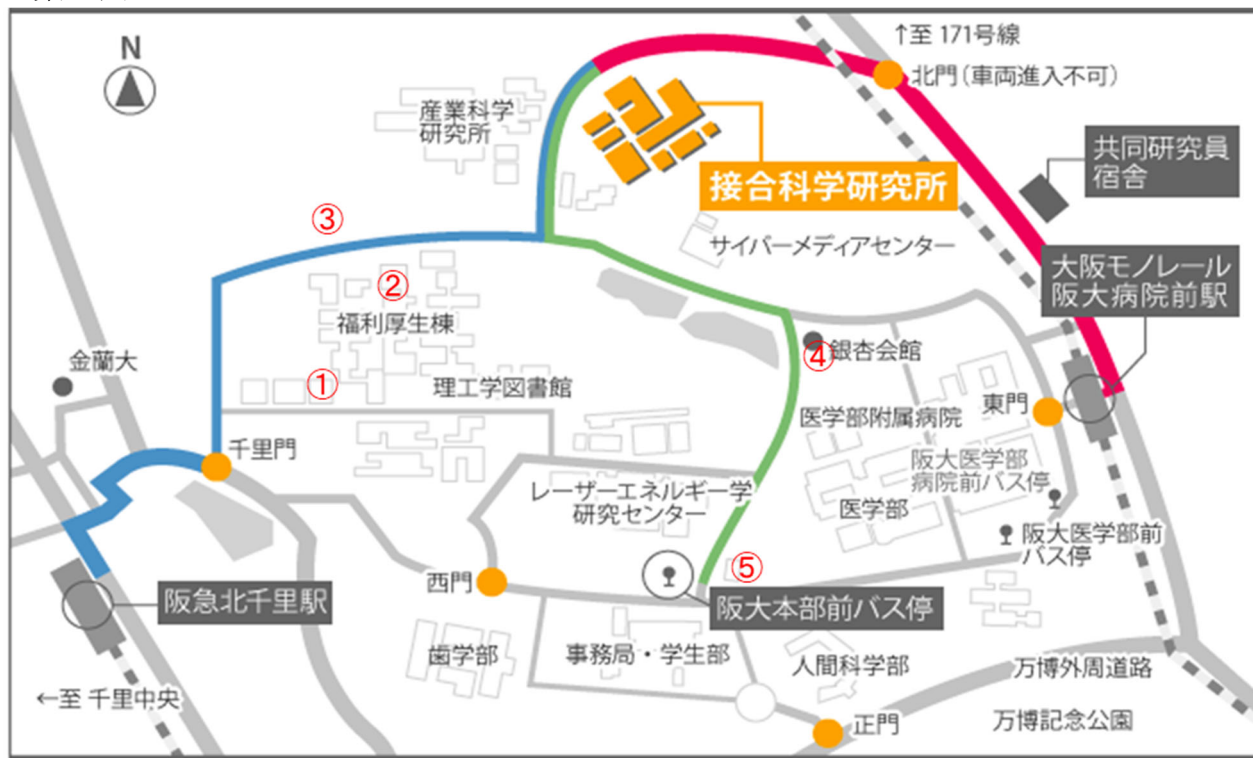 N
↑至 171号線
北門(車両進入不可)
産業科学
研究所
共同研究員
宿舎
接合科学研究所
③
サイバーメディアセンター
大阪モノレール
阪大病院前駅
②
福利厚生棟
金蘭大
④
銀杏会館
①
理工学図書館
東門
医学部附属病院
千里門
阪大医学部
病院前バス停
レーザーエネルギー学
研究センター
医学部
阪大医学部前
バス停
⑤
西門
阪急北千里駅
阪大本部前バス停
歯学部
事務局・学生部
人間科学部
万博外周道路
←至 千里中央
正門
万博記念公園